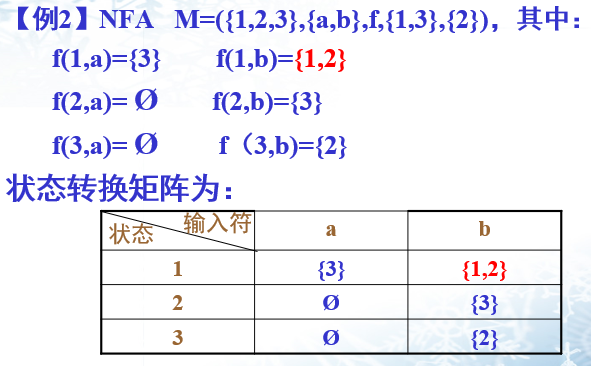 【例2】NFA M=({1,2,3},{a,b},f,{1,3},{2})，其中：
f(1,a)={3} f(1,b)={1,2}
f(2,a)= Ø f(2,b)={3}
f(3,a)= Ø f（3,b)={2}
状态转换矩阵为：
状态 输入符 a b
1 {3} {1,2}
2 Ø {3}
3 Ø {2}